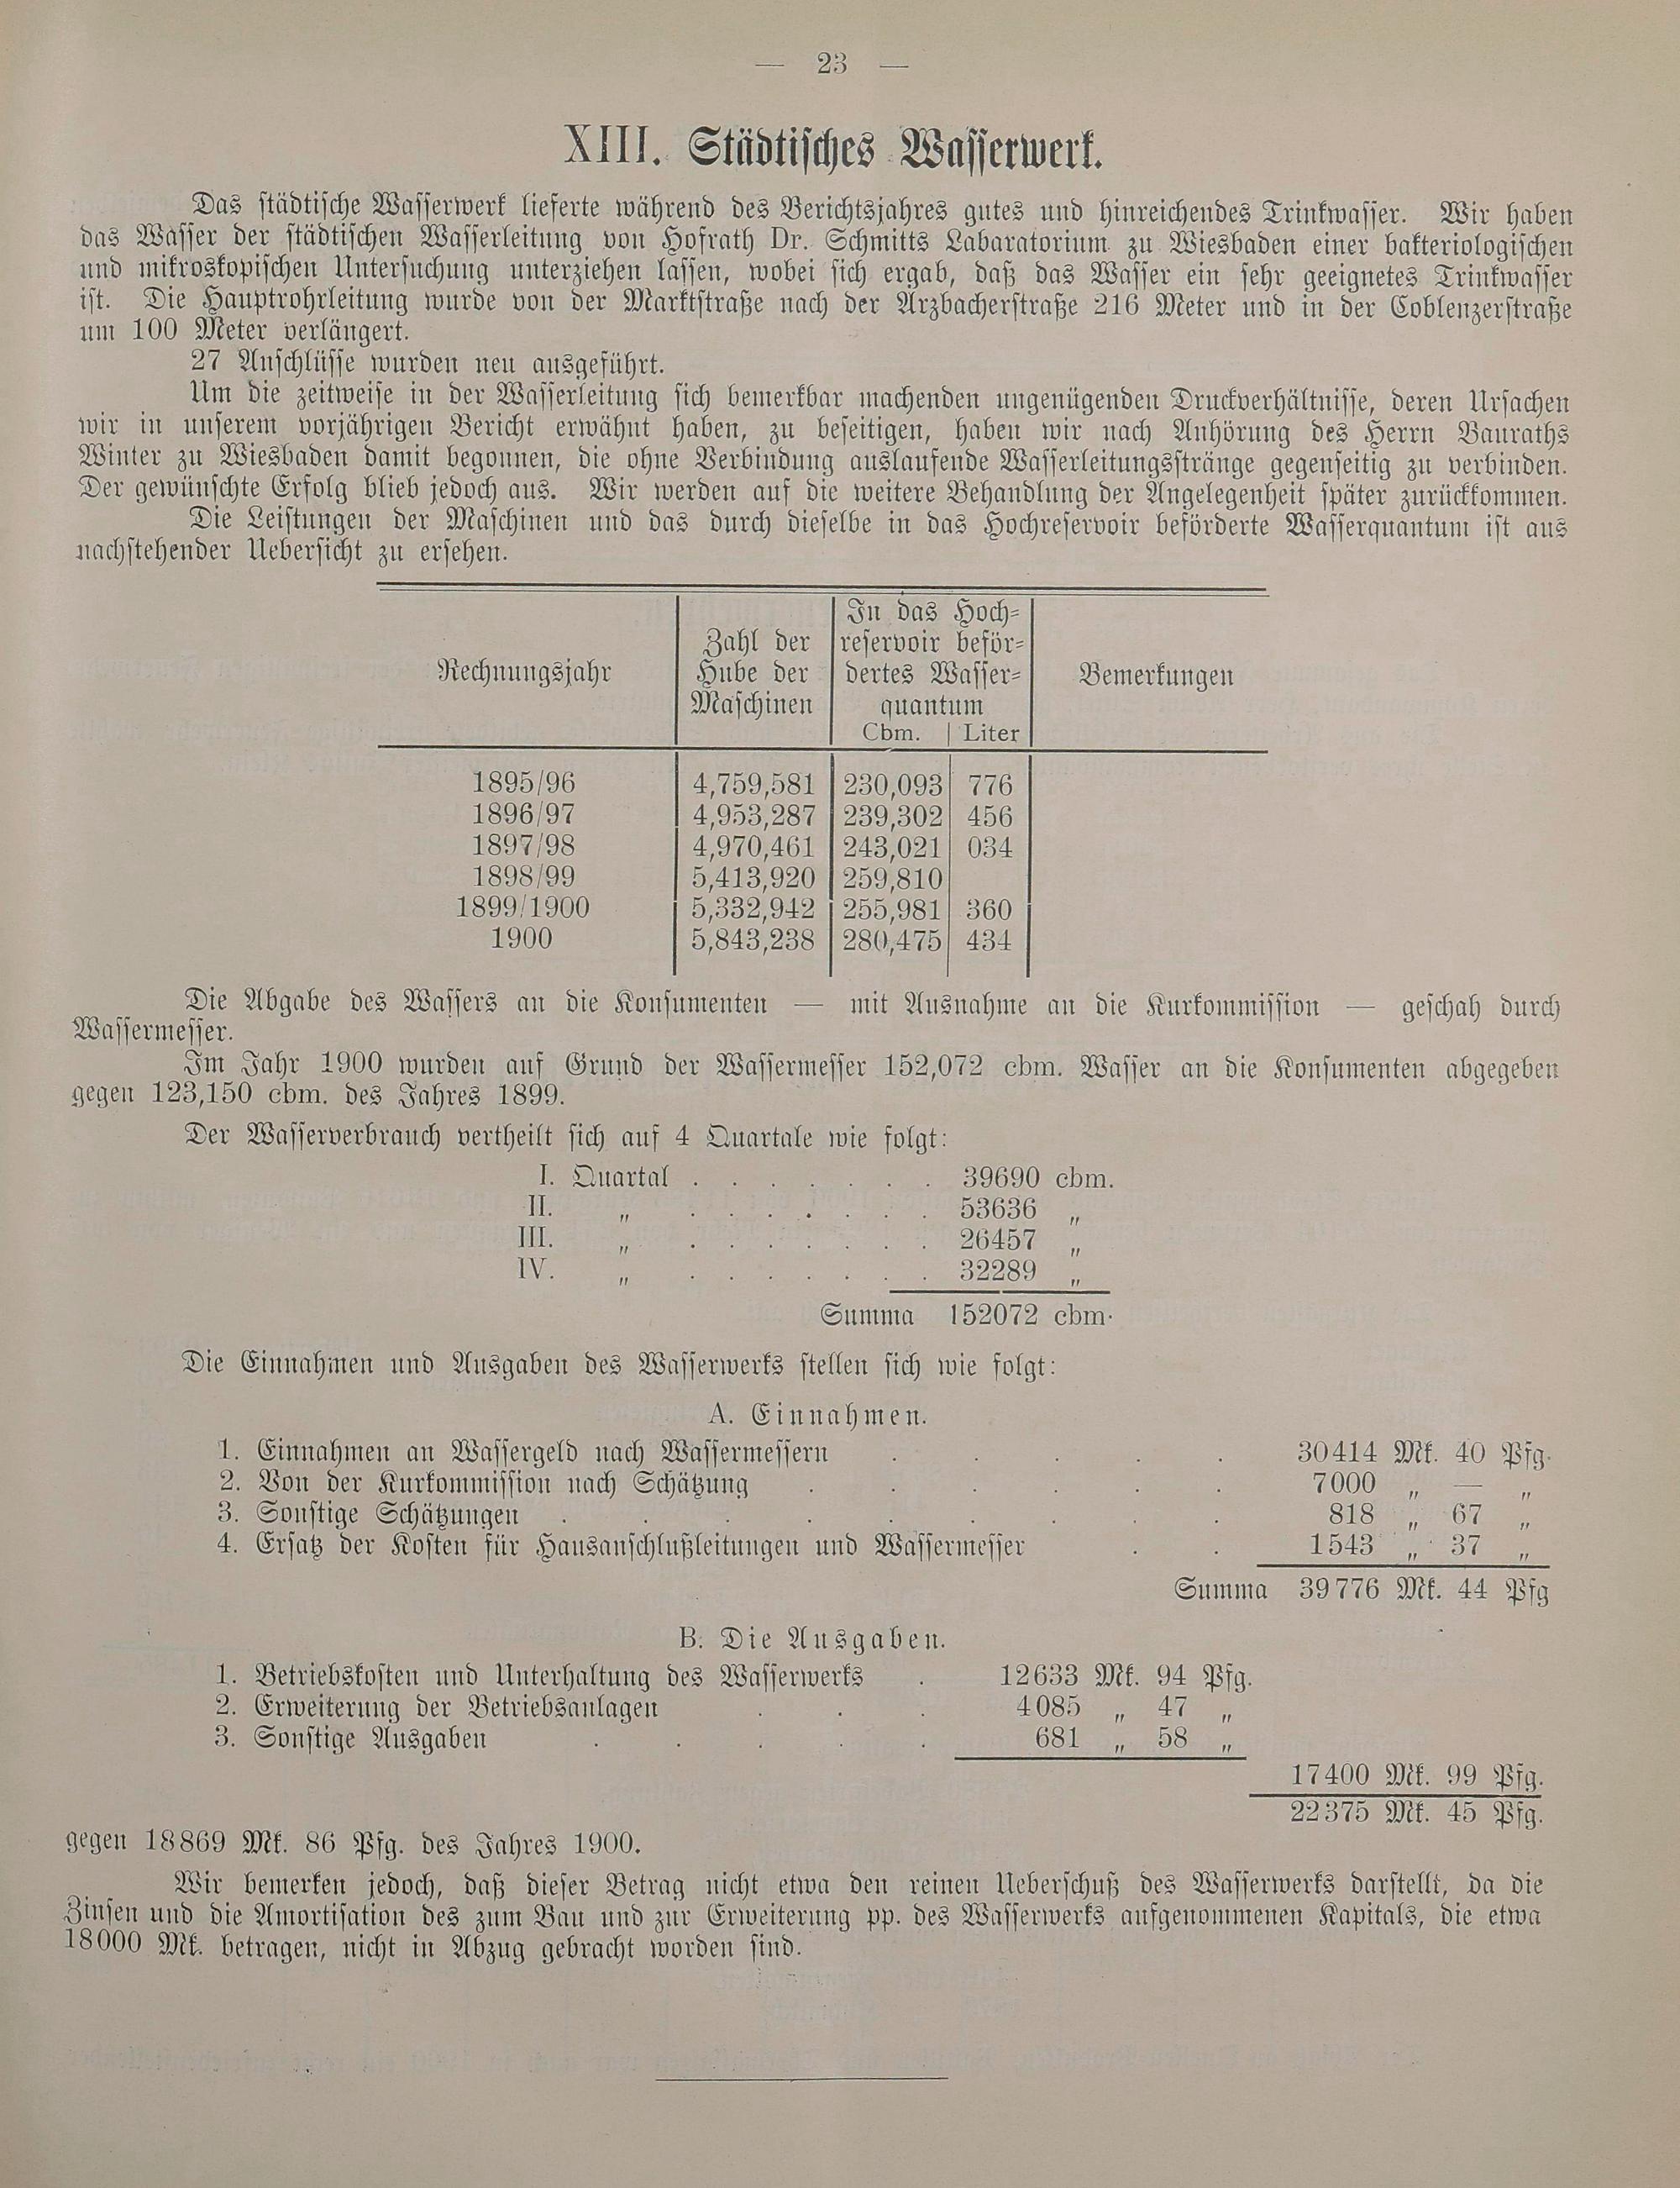 — 23 —
XIII. Städtisches Wasserwerk.
Das städtische Wasserwerk lieferte während des Berichtsjahres gutes und hinreichendes Trinkwasser. Wir haben
das Wasser der städtischen Wasserleitung von Hofrath Dr. Schmitts Labaratorium zu Wiesbaden einer bakteriologischen
und mikroskopischen Untersuchung unterziehen lassen, wobei sich ergab, daß das Wasser ein sehr geeignetes Trinkwasser
ist. Die Hauptrohrleitung wurde von der Marktstraße nach der Arzbacherstraße 216 Meter und in der Coblenzerstraße
um 100 Meter verlängert.
27 Anschlüsse wurden neu ausgeführt.
Um die zeitweise in der Wasserleitung sich bemerkbar machenden ungenügenden Druckverhältnisse, deren Ursachen
wir in unserem vorjährigen Bericht erwähnt haben, zu beseitigen, haben wir nach Anhörung des Herrn Bauraths
Winter zu Wiesbaden damit begonnen, die ohne Verbindung auslaufende Wasserleitungsstränge gegenseitig zu verbinden.
Der gewünschte Erfolg blieb jedoch aus. Wir werden auf die weitere Behandlung der Angelegenheit später zurückkommen.
Die Leistungen der Maschinen und das durch dieselbe in das Hochreservoir beförderte Wasserquantum ist aus
nachstehender Uebersicht zu ersehen.
Rechnungsjahr
Zahl der
Hube der
Maschinen
In das Hoch-
reservoir beför-
dertes Wasser-
quantum
Cbm. | Liter
Bemerkungen
1895/96 4,759,581 230,093 776
1896/97 4,953,287 239,302 456
1897/98 4,970,461 243,021 034
1898/99 5,413,920 259,810
1899/1900 5,332,942 255,981 360
1900 5,843,238 280,475 434
Die Abgabe des Wassers an die Konsumenten — mit Ausnahme an die Kurkommission — geschah durch
Wassermesser.
Im Jahr 1900 wurden auf Grund der Wassermesser 152,072 cbm. Wasser an die Konsumenten abgegeben
gegen 123,150 cbm. des Jahres 1899.
Der Wasserverbrauch vertheilt sich auf 4 Quartale wie folgt:
I. Quartal . . . . . . . 39690 cbm.
II. „ . . . . . . . 53636 „
III. „ . . . . . . . 26457 „
IV. „ . . . . . . . 32289 „
Summa 152072 cbm.
Die Einnahmen und Ausgaben des Wasserwerks stellen sich wie folgt:
A. Einnahmen.
1. Einnahmen an Wassergeld nach Wassermessern . . . . . 30414 Mk. 40 Pfg.
2. Von der Kurkommission nach Schätzung . . . . . . 7000 „ — „
3. Sonstige Schätzungen . . . . . . . . . 818 „ 67 „
4. Ersatz der Kosten für Hausanschlußleitungen und Wassermesser . . 1543 „ 37 „
Summa 39776 Mk. 44 Pfg
B. Die Ausgaben.
1. Betriebskosten und Unterhaltung des Wasserwerks . 12633 Mk. 94 Pfg.
2. Erweiterung der Betriebsanlagen . . . 4085 „ 47 „
3. Sonstige Ausgaben . . . . . 681 „ 58 „
17400 Mk. 99 Pfg.
22375 Mk. 45 Pfg.
gegen 18869 Mk. 86 Pfg. des Jahres 1900.
Wir bemerken jedoch, daß dieser Betrag nicht etwa den reinen Ueberschuß des Wasserwerks darstellt, da die
Zinsen und die Amortisation des zum Bau und zur Erweiterung pp. des Wasserwerks aufgenommenen Kapitals, die etwa
18000 Mk. betragen, nicht in Abzug gebracht worden sind.